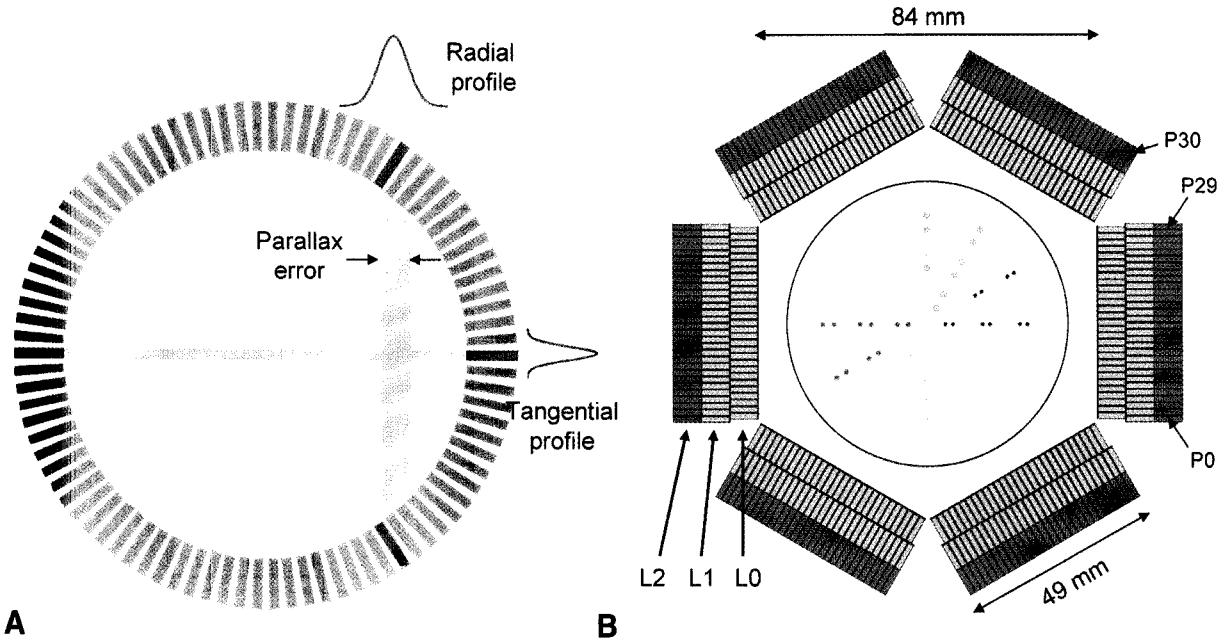 Radial
profile
Parallax
error
Tangential
profile
A
84 mm
P30
P29
P0
L2 L1 L0
49 mm
B